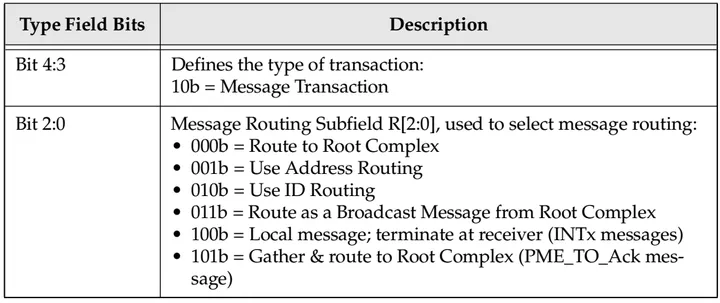 Type Field Bits Description
Bit 4:3 Defines the type of transaction:
10b = Message Transaction
Bit 2:0 Message Routing Subfield R[2:0], used to select message routing:
• 000b = Route to Root Complex
• 001b = Use Address Routing
• 010b = Use ID Routing
• 011b = Route as a Broadcast Message from Root Complex
• 100b = Local message; terminate at receiver (INTx messages)
• 101b = Gather & route to Root Complex (PME_TO_Ack mes-
sage)